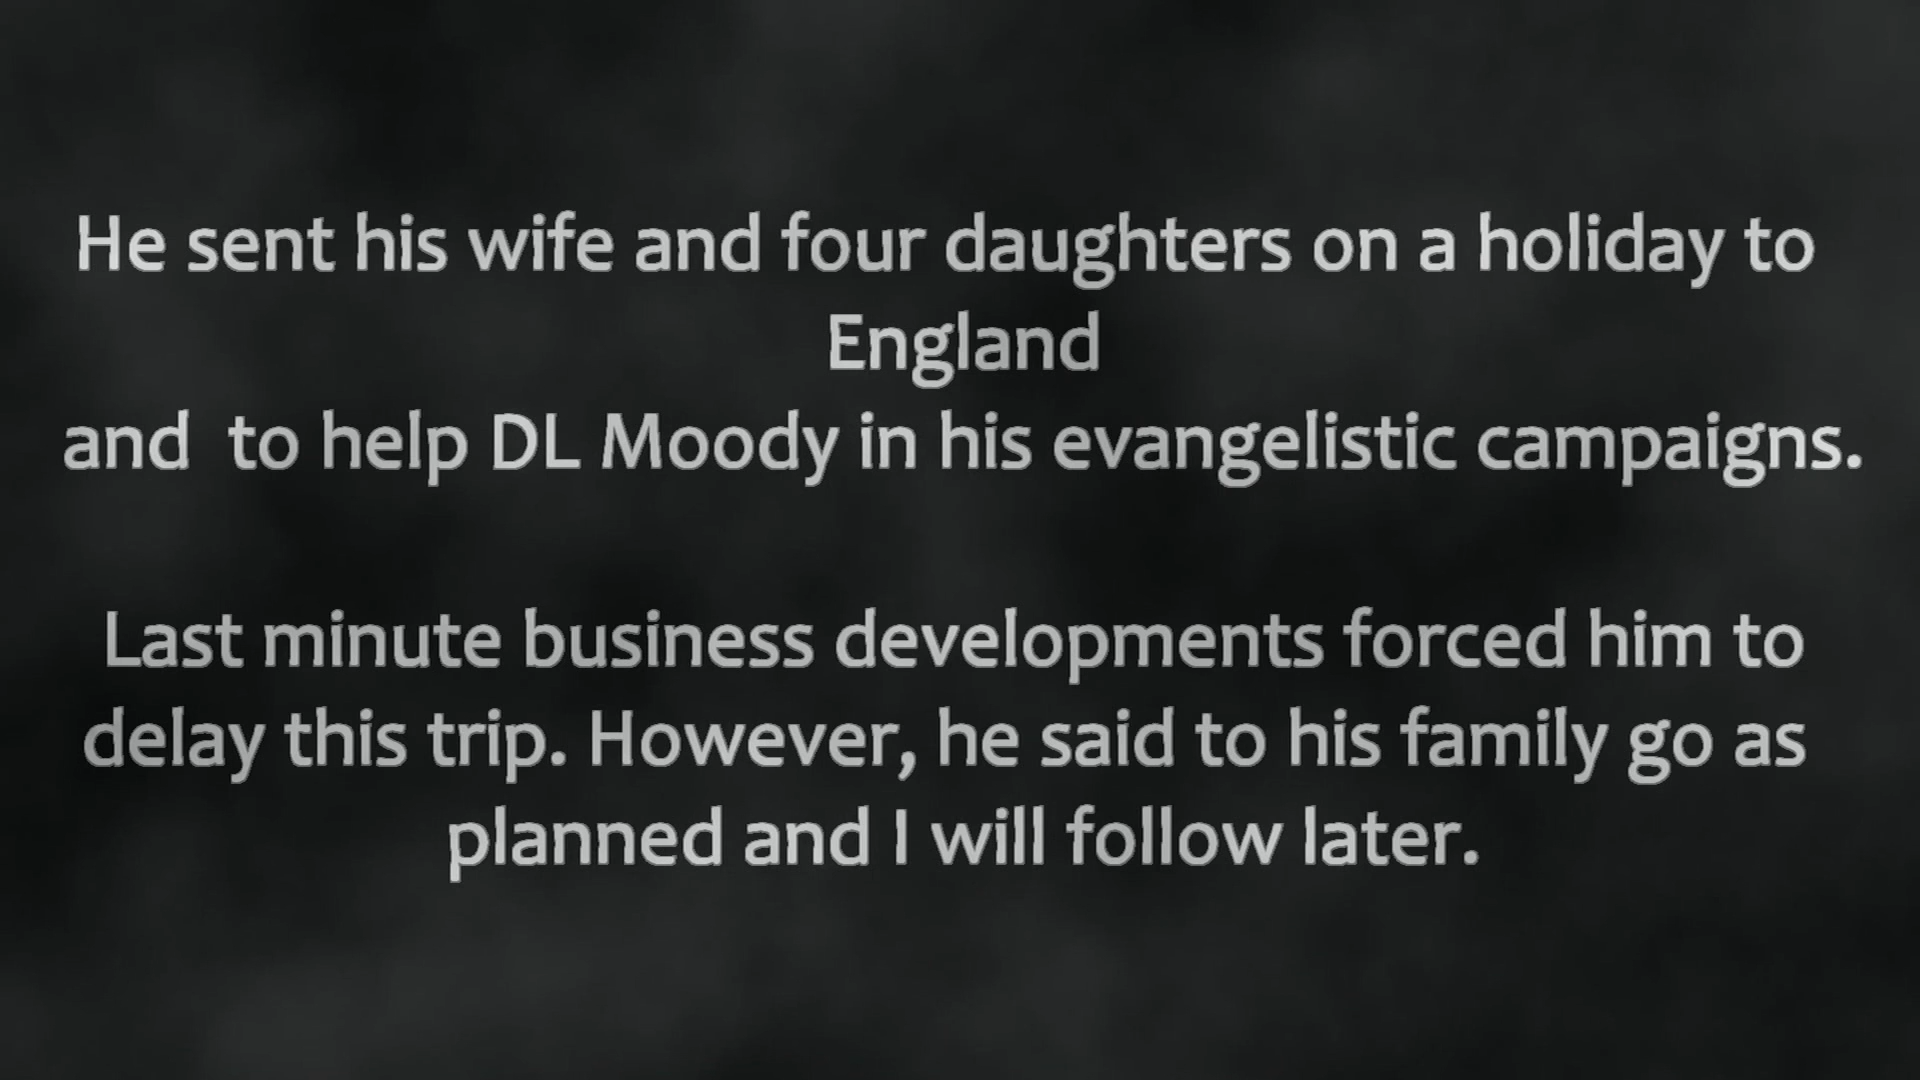 He sent his wife and four daughters on a holiday to
England
and  to help DL Moody in his evangelistic campaigns.
Last minute business developments forced him to
delay this trip. However, he said to his family go as
planned and I will follow later.